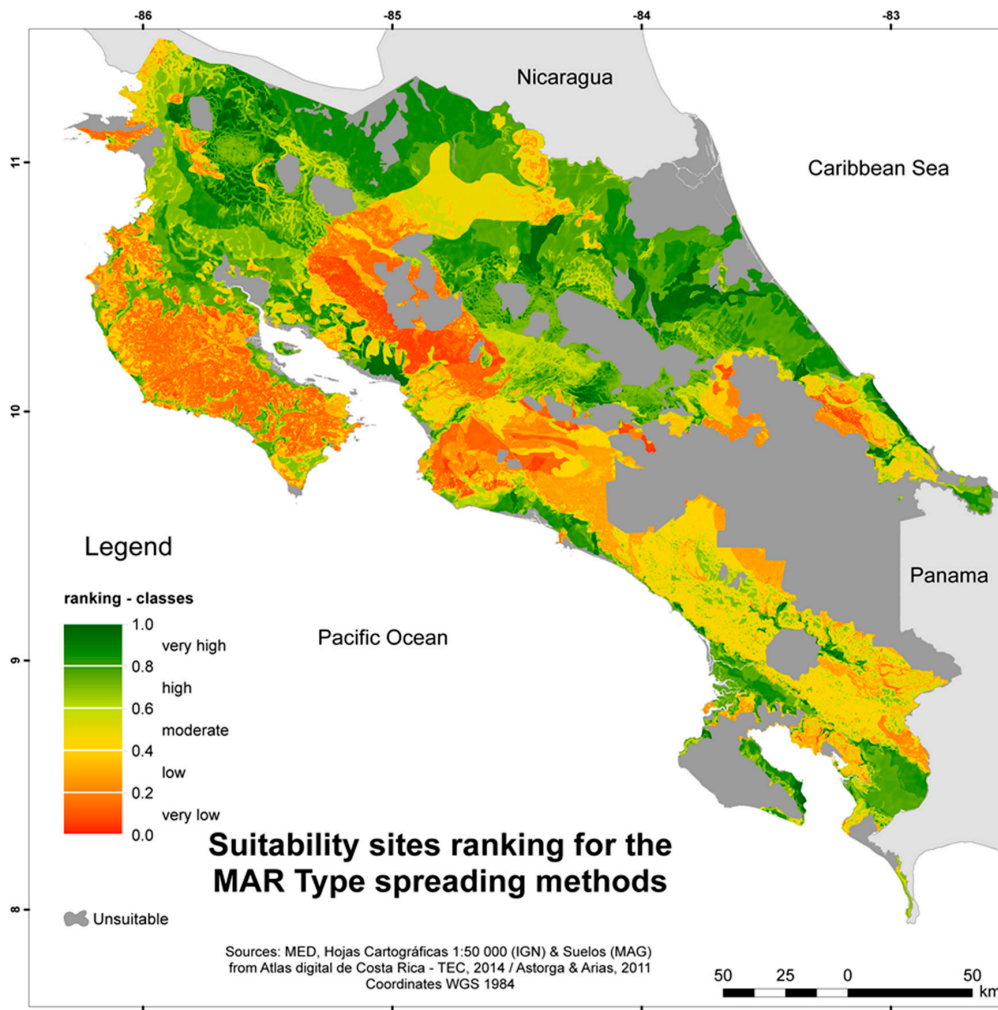 -86 -85 -84 -83
Nicaragua
11
Caribbean Sea
10
Legend
Panama
ranking - classes
Pacific Ocean
9
1.0
very high
0.8
high
0.6
moderate
0.4
low
0.2
very low
0.0
Suitability sites ranking for the
MAR Type spreading methods
8
Unsuitable
Sources: MED, Hojas Cartográficas 1:50 000 (IGN) & Suelos (MAG)
from Atlas digital de Costa Rica - TEC, 2014 / Astorga & Arias, 2011
Coordinates WGS 1984
50 25 0 50
km